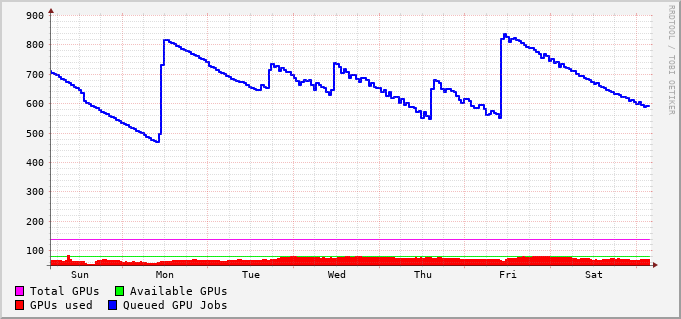 900
800
700
600
500
400
300
200
100
Sun Mon Tue Wed Thu Fri Sat
Total GPUs Available GPUs
GPUs used Queued GPU Jobs
RRDTOOL / TOBI OETIKER